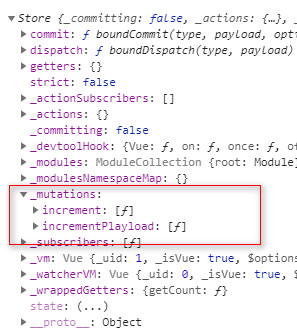 ▼ Store {_committing: false, _actions: {…}, _
▶ commit: ƒ boundCommit(type, payload, opti
▶ dispatch: ƒ boundDispatch(type, payload)
▶ getters: {}
strict: false
▶ _actionSubscribers: []
▶ _actions: {}
_committing: false
▶ _devtoolHook: {Vue: ƒ, on: ƒ, once: ƒ, of
▶ _modules: ModuleCollection {root: Module}
▶ _modulesNamespaceMap: {}
▼ _mutations:
▶ increment: [ƒ]
▶ incrementPlayload: [ƒ]
▶ _subscribers: [ƒ]
▶ _vm: Vue {_uid: 1, _isVue: true, $options
▶ _watcherVM: Vue {_uid: 0, _isVue: true, $
▶ _wrappedGetters: {getCount: ƒ}
state: (...)
▶ __proto__: Object